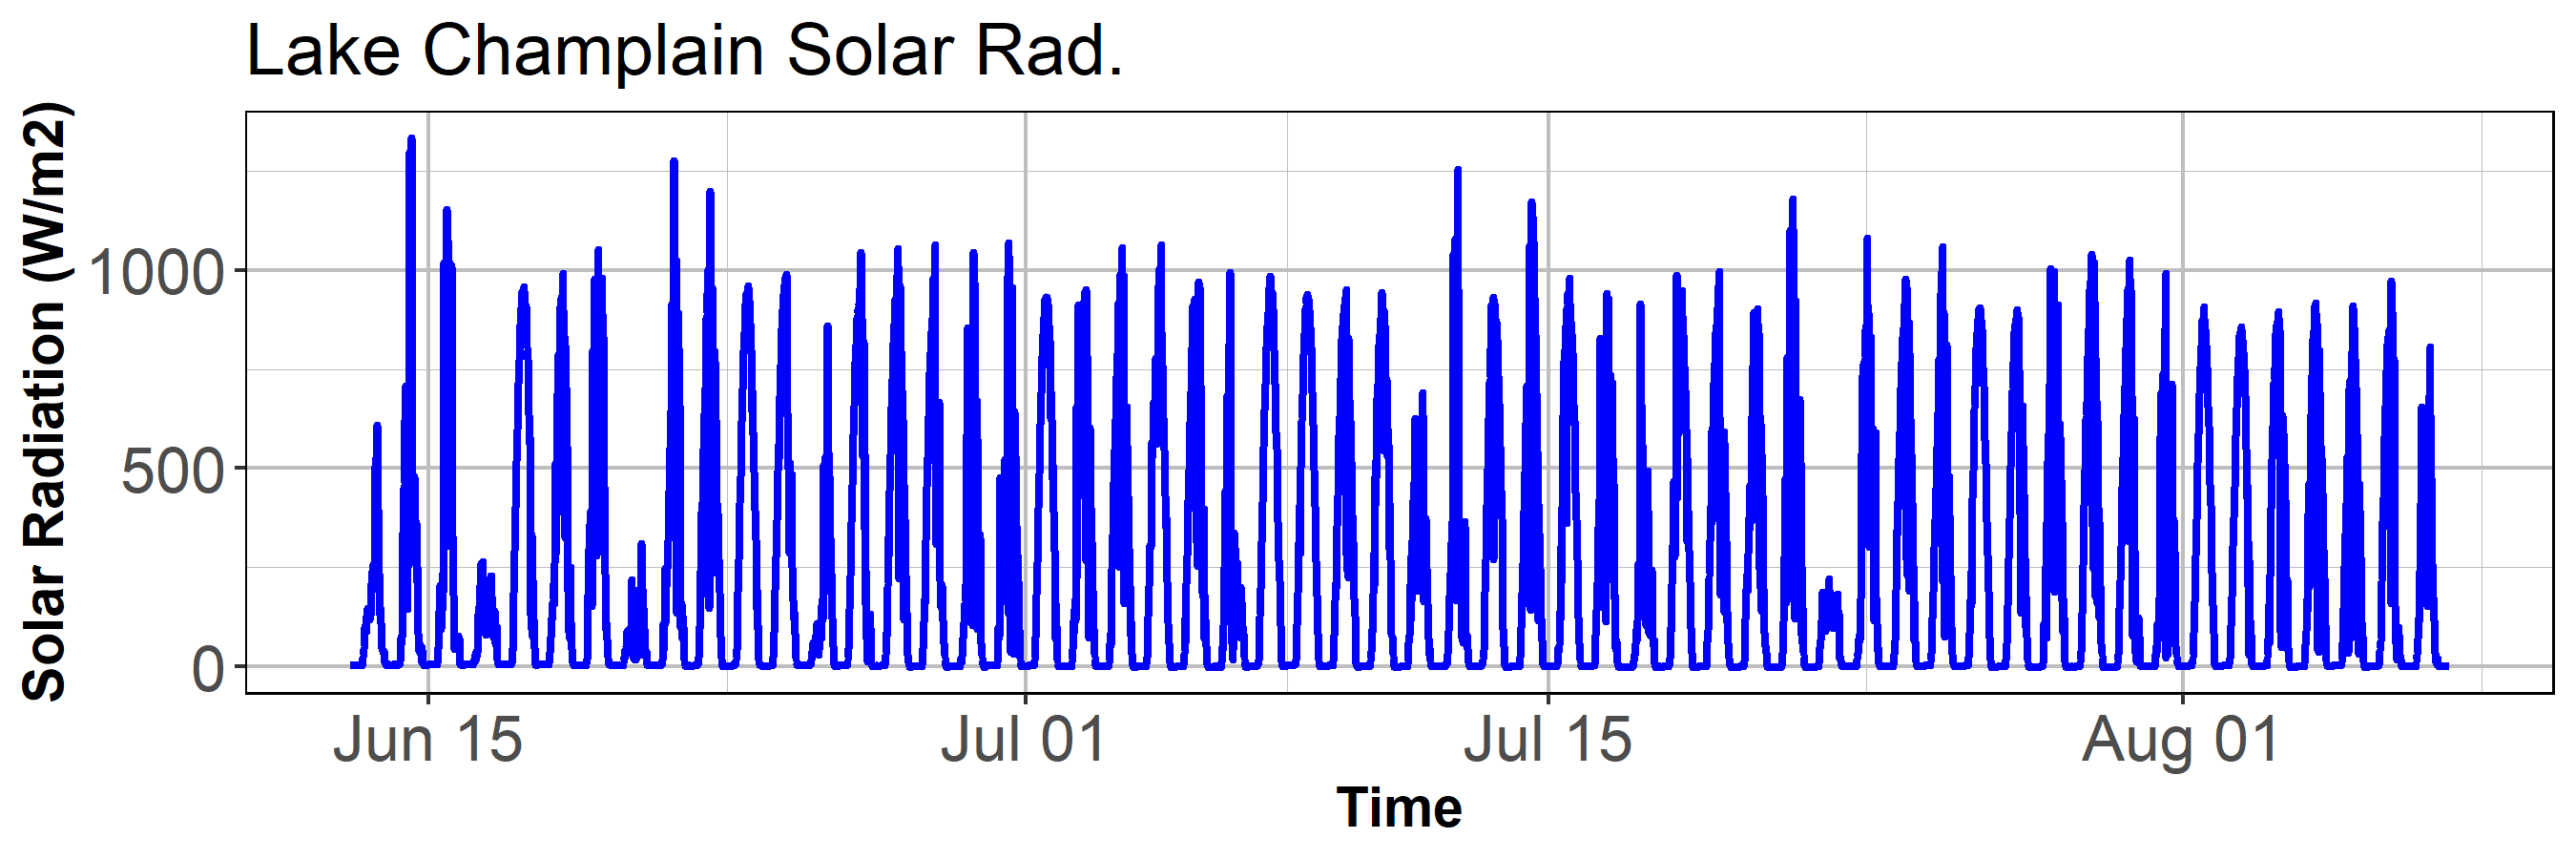 Lake Champlain Solar Rad.
Solar Radiation (W/m2)
1000
500
0
Jun 15
Jul 01
Jul 15
Aug 01
Time